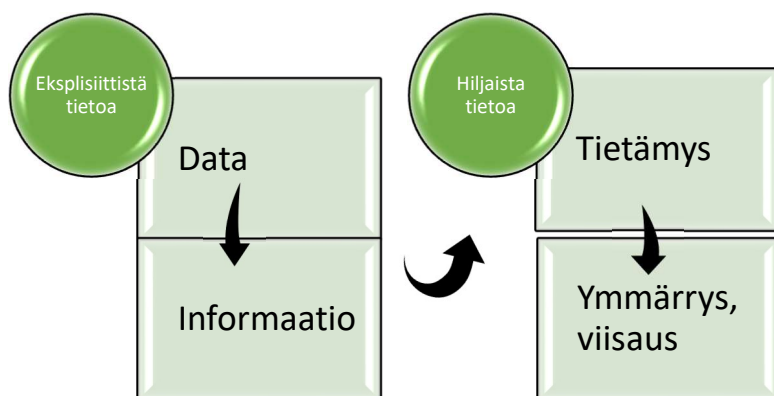 Eksplisiittistä
tietoa
Data
Informaatio
Hiljaista
tietoa
Tietämys
Ymmärrys,
viisaus